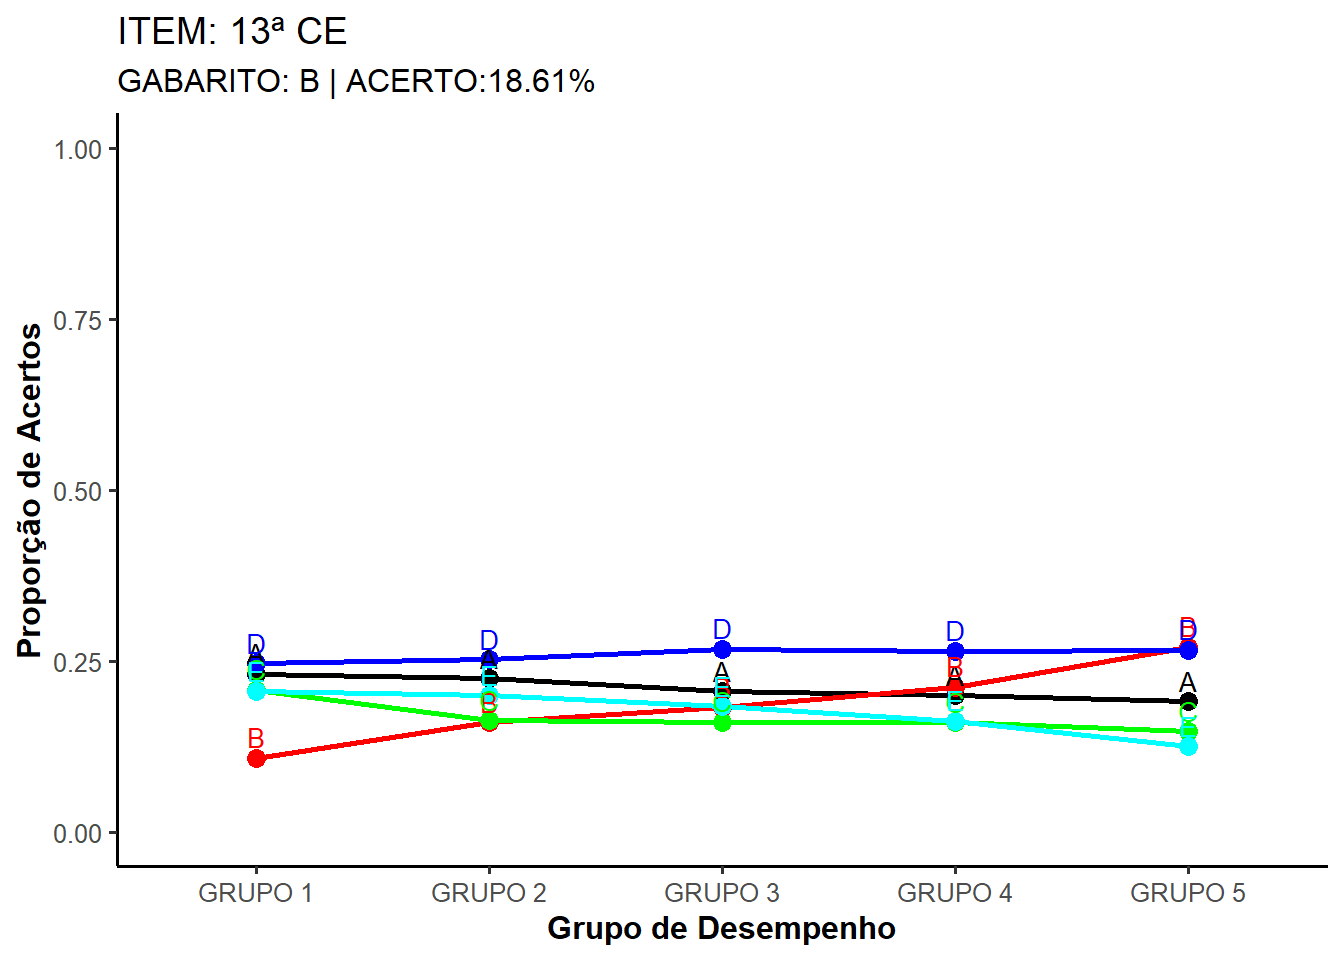 ITEM: 13ª CE
GABARITO: B | ACERTO:18.61%
Proporção de Acertos
1.00
0.75
0.50
0.25
0.00
D
A
C
B
D
A
E
B
C
D
A
B
E
C
D
B
A
C
B
D
A
C
E
GRUPO 1
GRUPO 2
GRUPO 3
GRUPO 4
GRUPO 5
Grupo de Desempenho